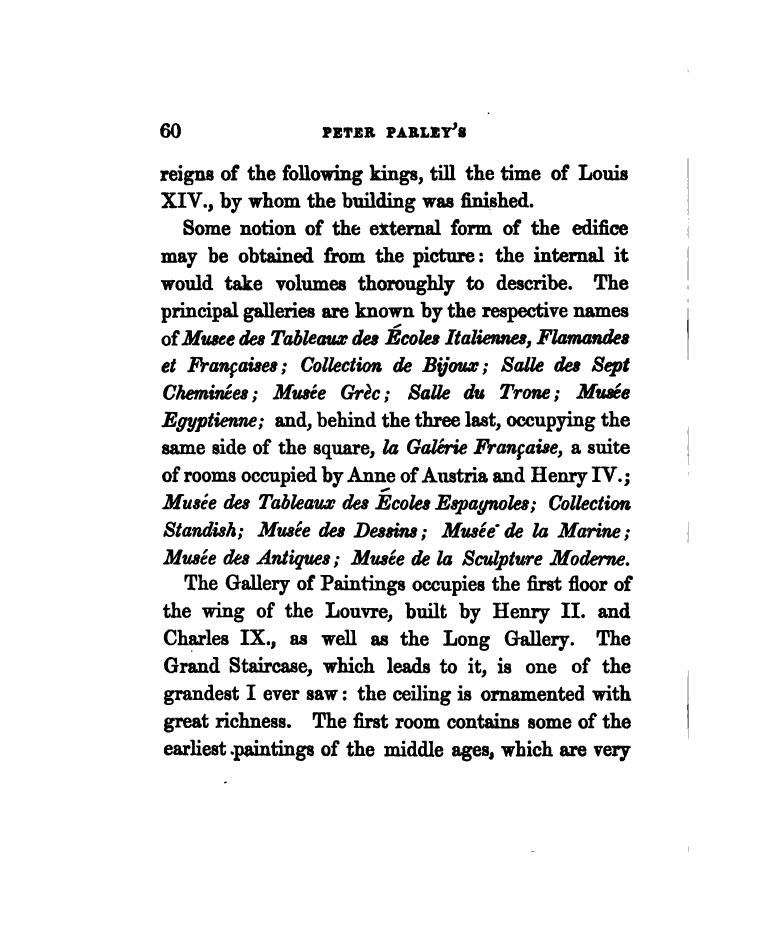 60 PETER PARLEY'S
reigns of the following kings, till the time of Louis
XIV., by whom the building was finished.
Some notion of the external form of the edifice
may be obtained from the picture: the internal it
would take volumes thoroughly to describe. The
principal galleries are known by the respective names
of Musee des Tableaux des Écoles Italiennes, Flamandes
et Françaises; Collection de Bijoux; Salle des Sept
Cheminées; Musée Grèc; Salle du Trone; Musée
Egyptienne; and, behind the three last, occupying the
same side of the square, la Galérie Française, a suite
of rooms occupied by Anne of Austria and Henry IV.;
Musée des Tableaux des Écoles Espagnoles; Collection
Standish; Musée des Dessins; Musée de la Marine;
Musée des Antiques; Musée de la Sculpture Moderne.
The Gallery of Paintings occupies the first floor of
the wing of the Louvre, built by Henry II. and
Charles IX., as well as the Long Gallery. The
Grand Staircase, which leads to it, is one of the
grandest I ever saw: the ceiling is ornamented with
great richness. The first room contains some of the
earliest paintings of the middle ages, which are very